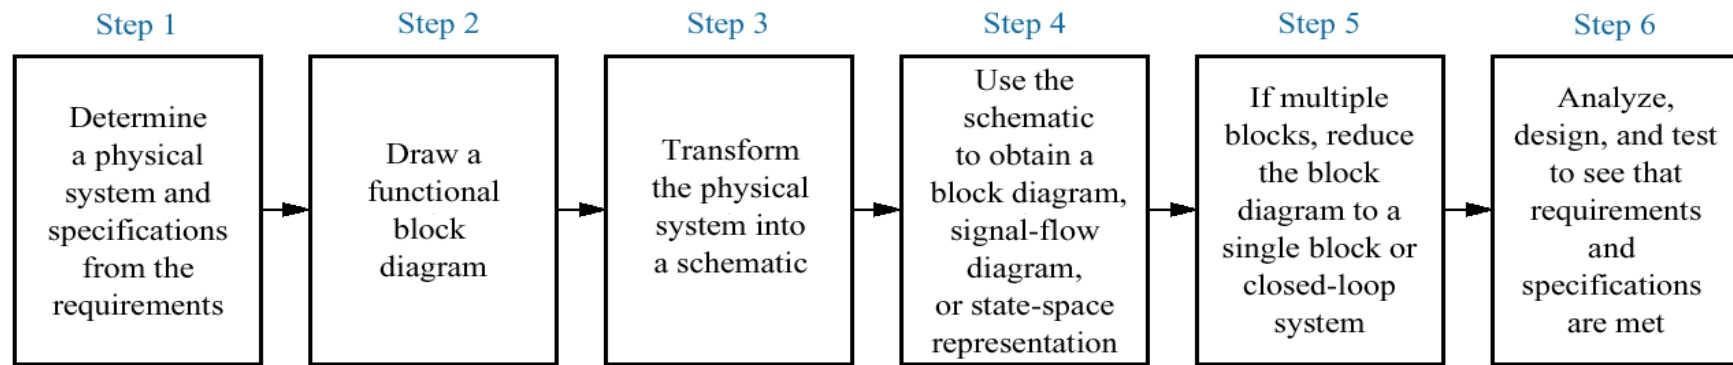 Step 1
Determine
a physical
system and
specifications
from the
requirements
Step 2
Draw a
functional
block
diagram
Step 3
Transform
the physical
system into
a schematic
Step 4
Use the
schematic
to obtain a
block diagram,
signal-flow
diagram,
or state-space
representation
Step 5
If multiple
blocks, reduce
the block
diagram to a
single block or
closed-loop
system
Step 6
Analyze,
design, and test
to see that
requirements
and
specifications
are met